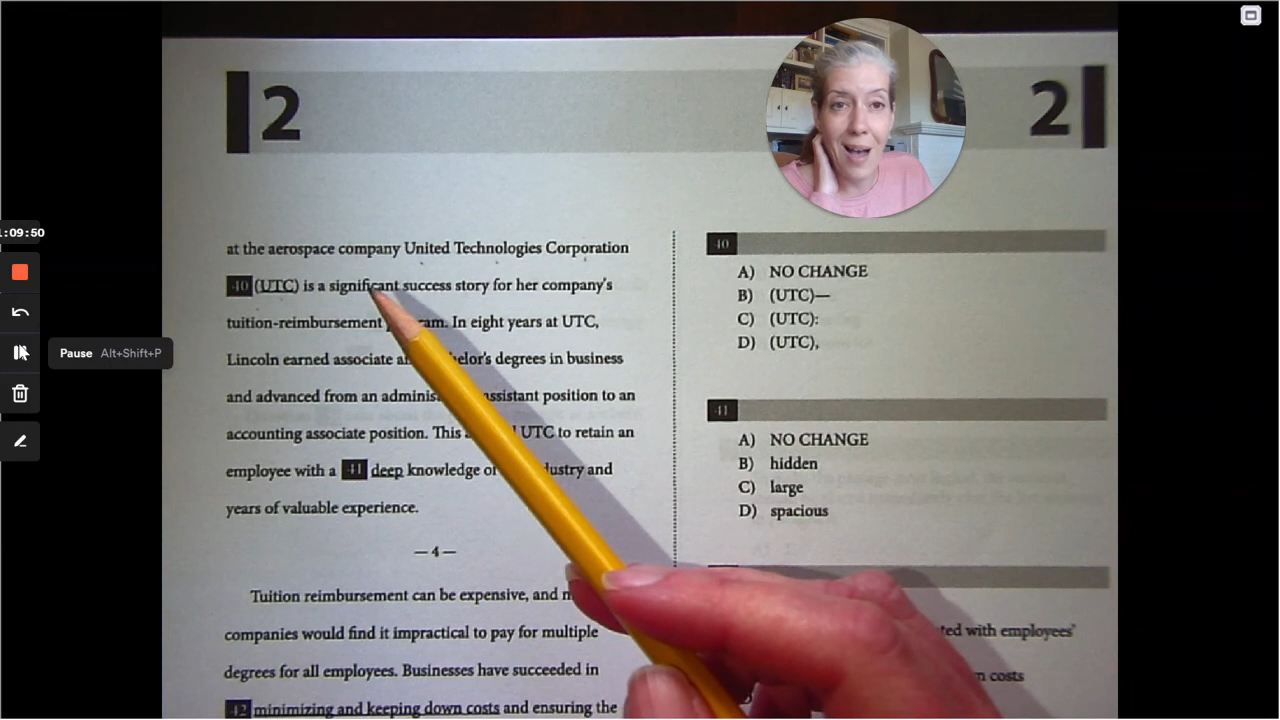 2
2
1:09:50
Pause Alt+Shift+P
at the aerospace company United Technologies Corporation
40 (UTC) is a significant success story for her company's
tuition-reimbursement In eight years at UTC,
Lincoln earned associate degrees in business
and advanced from an assistant position to an
accounting associate position. This UTC to retain an
employee with a 41 deep knowledge and
years of valuable experience.
—4—
Tuition reimbursement can be expensive, and
companies would find it impractical to pay for multiple
degrees for all employees. Businesses have succeeded in
42 minimizing and keeping down costs and ensuring the
40
A) NO CHANGE
B) (UTC)—
C) (UTC):
D) (UTC),
41
A) NO CHANGE
B) hidden
C) large
D) spacious
with employees'
costs